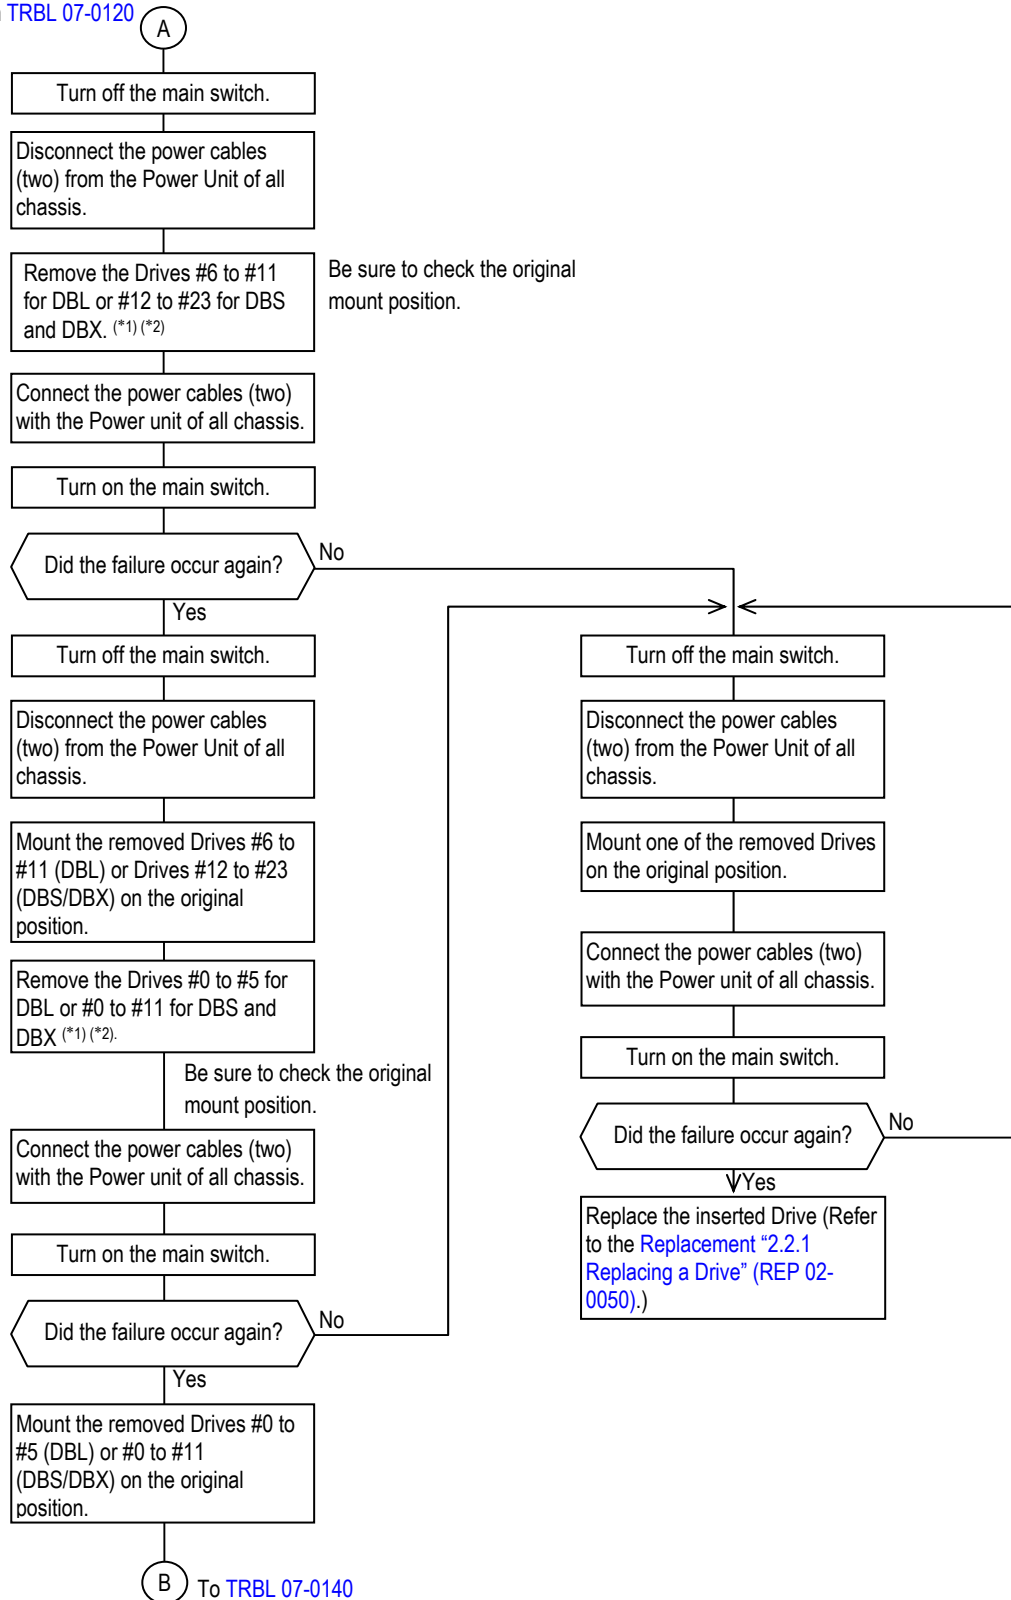 TRBL 07-0120
A
Turn off the main switch.
Disconnect the power cables
(two) from the Power Unit of all
chassis.
Remove the Drives #6 to #11
for DBL or #12 to #23 for DBS
and DBX. (*1) (*2)
Be sure to check the original
mount position.
Connect the power cables (two)
with the Power unit of all chassis.
Turn on the main switch.
Did the failure occur again?
No
Yes
Turn off the main switch.
Disconnect the power cables
(two) from the Power Unit of all
chassis.
Mount the removed Drives #6 to
#11 (DBL) or Drives #12 to #23
(DBS/DBX) on the original
position.
Remove the Drives #0 to #5 for
DBL or #0 to #11 for DBS and
DBX (*1) (*2).
Be sure to check the original
mount position.
Connect the power cables (two)
with the Power unit of all chassis.
Turn on the main switch.
Did the failure occur again?
No
Yes
Mount the removed Drives #0 to
#5 (DBL) or #0 to #11
(DBS/DBX) on the original
position.
B
To TRBL 07-0140
Turn off the main switch.
Disconnect the power cables
(two) from the Power Unit of all
chassis.
Mount one of the removed Drives
on the original position.
Connect the power cables (two)
with the Power unit of all chassis.
Turn on the main switch.
Did the failure occur again?
No
Yes
Replace the inserted Drive (Refer
to the Replacement “2.2.1
Replacing a Drive” (REP 02-
0050).)